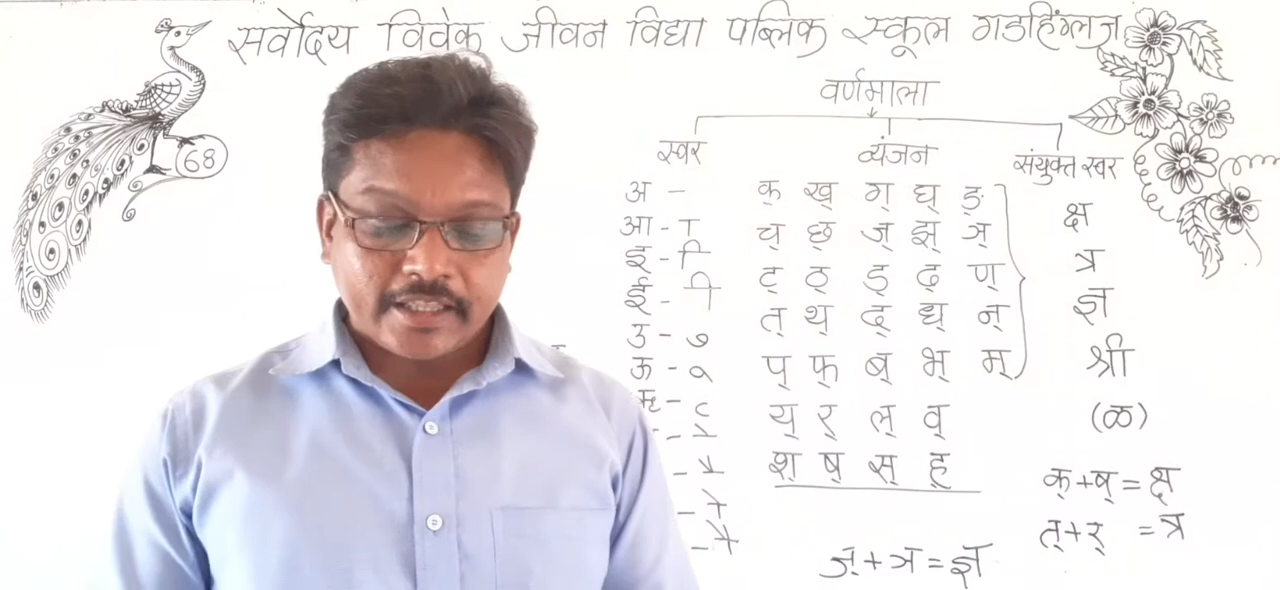 सर्वोदय विवेक जीवन विद्या पब्लिक स्कूल गडहिंग्लज
68
वर्णमाला
स्वर व्यंजन संयुक्त स्वर
अ -
आ - ा
इ - ि
ई - ी
उ - ु
ऊ - ू
ऋ - ृ
क् ख् ग् घ् ङ्
च् छ् ज् झ् ञ्
ट् ठ् ड् ढ् ण्
त् थ् द् ध् न्
प् फ् ब् भ् म्
य् र् ल् व्
श् ष् स् ह्
क्ष
त्र
ज्ञ
श्री
(ळ)
क् + ष् = क्ष
त् + र् = त्र
ज् + ञ = ज्ञ